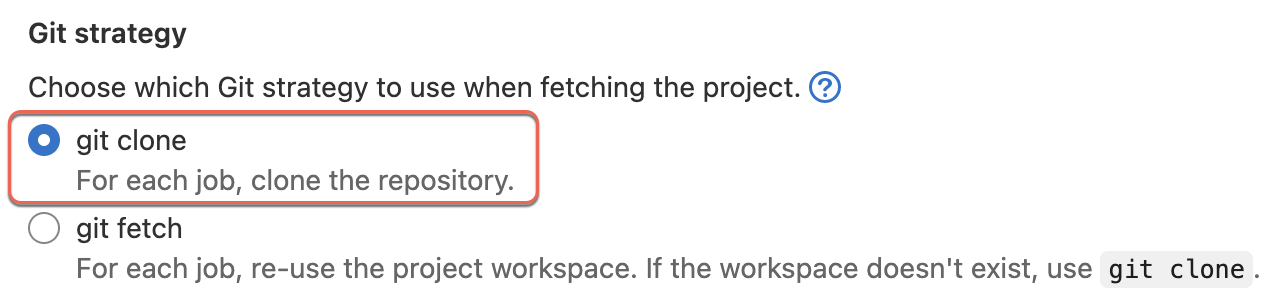 Git strategy
Choose which Git strategy to use when fetching the project. ?
git clone
For each job, clone the repository.
git fetch
For each job, re-use the project workspace. If the workspace doesn't exist, use git clone.